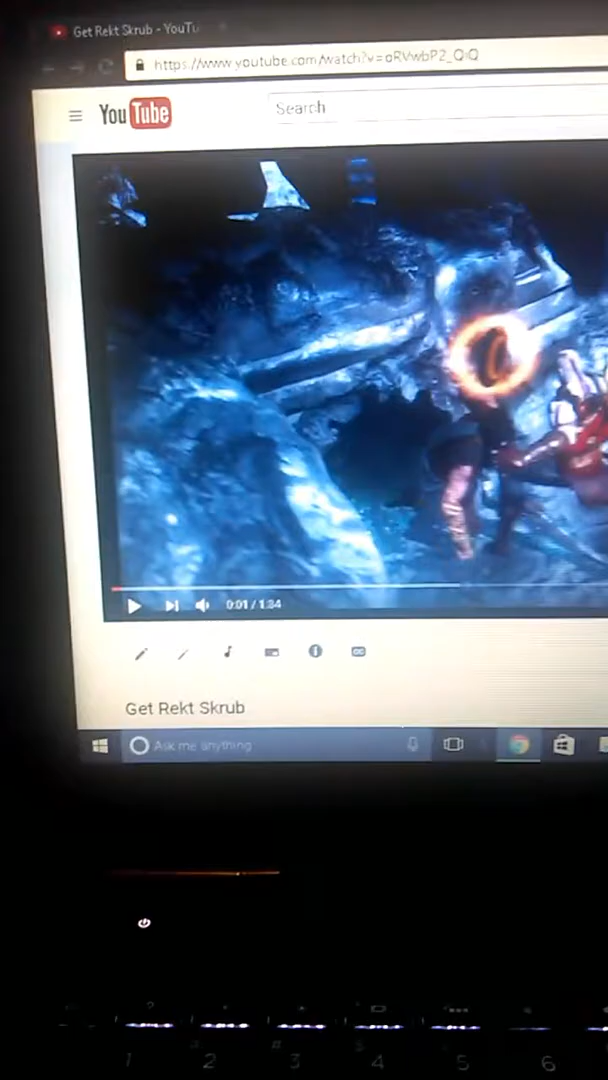 Get Rekt Skrub - YouTu
https://www.youtube.com/watch?v=oRVwbP2_QiQ
YouTube
Search
0:01 / 1:34
CC
Get Rekt Skrub
Ask me anything
1 2 3 4 5 6